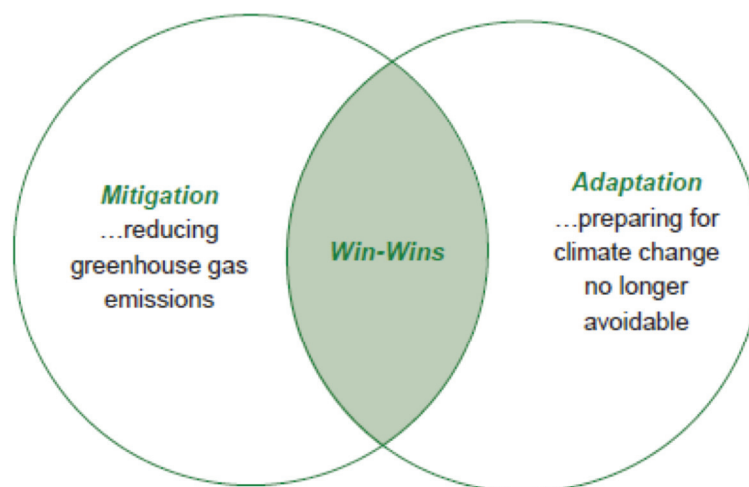 Mitigation
…reducing
greenhouse gas
emissions
Win-Wins
Adaptation
…preparing for
climate change
no longer
avoidable